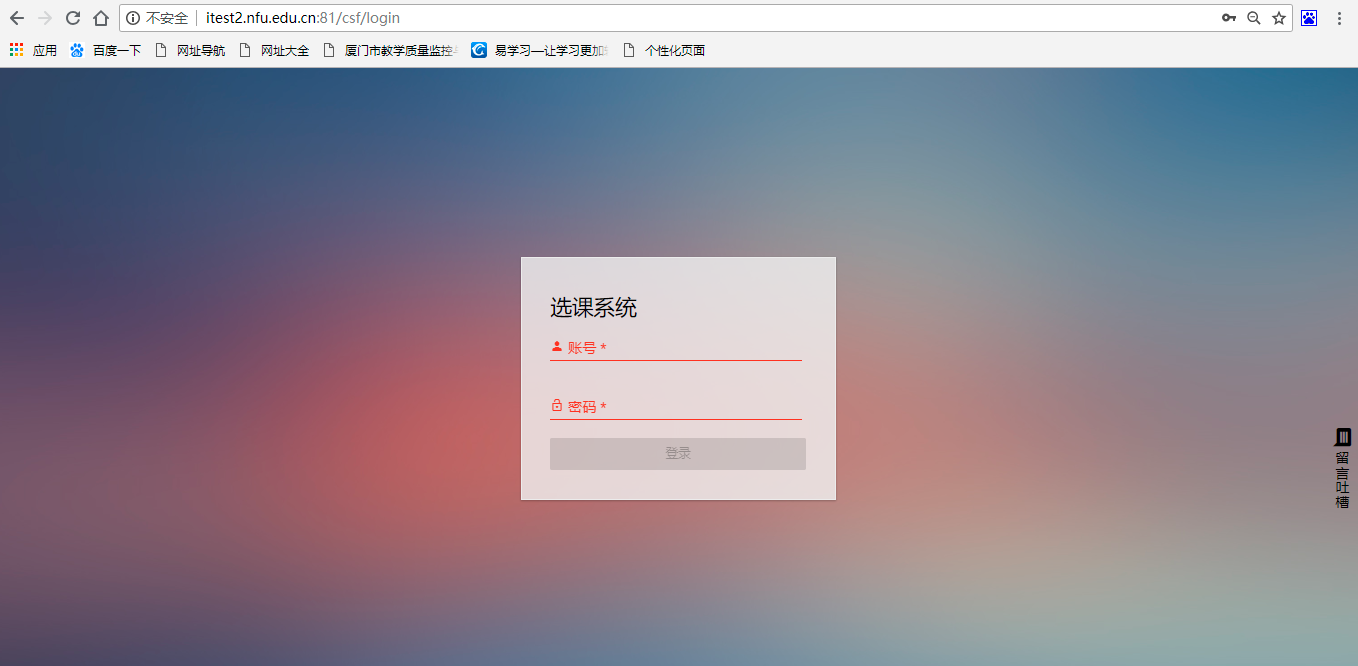 不安全 itest2.nfu.edu.cn:81/csf/login
应用 百度一下 网址导航 网址大全 厦门市教学质量监控 易学习—让学习更加 个性化页面
选课系统
账号 *
密码 *
登录
留言吐槽